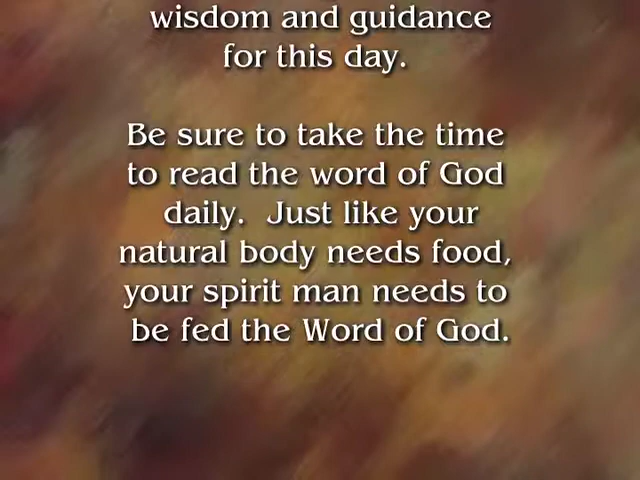 wisdom and guidance
for this day.
Be sure to take the time
to read the word of God
daily.  Just like your
natural body needs food,
your spirit man needs to
be fed the Word of God.